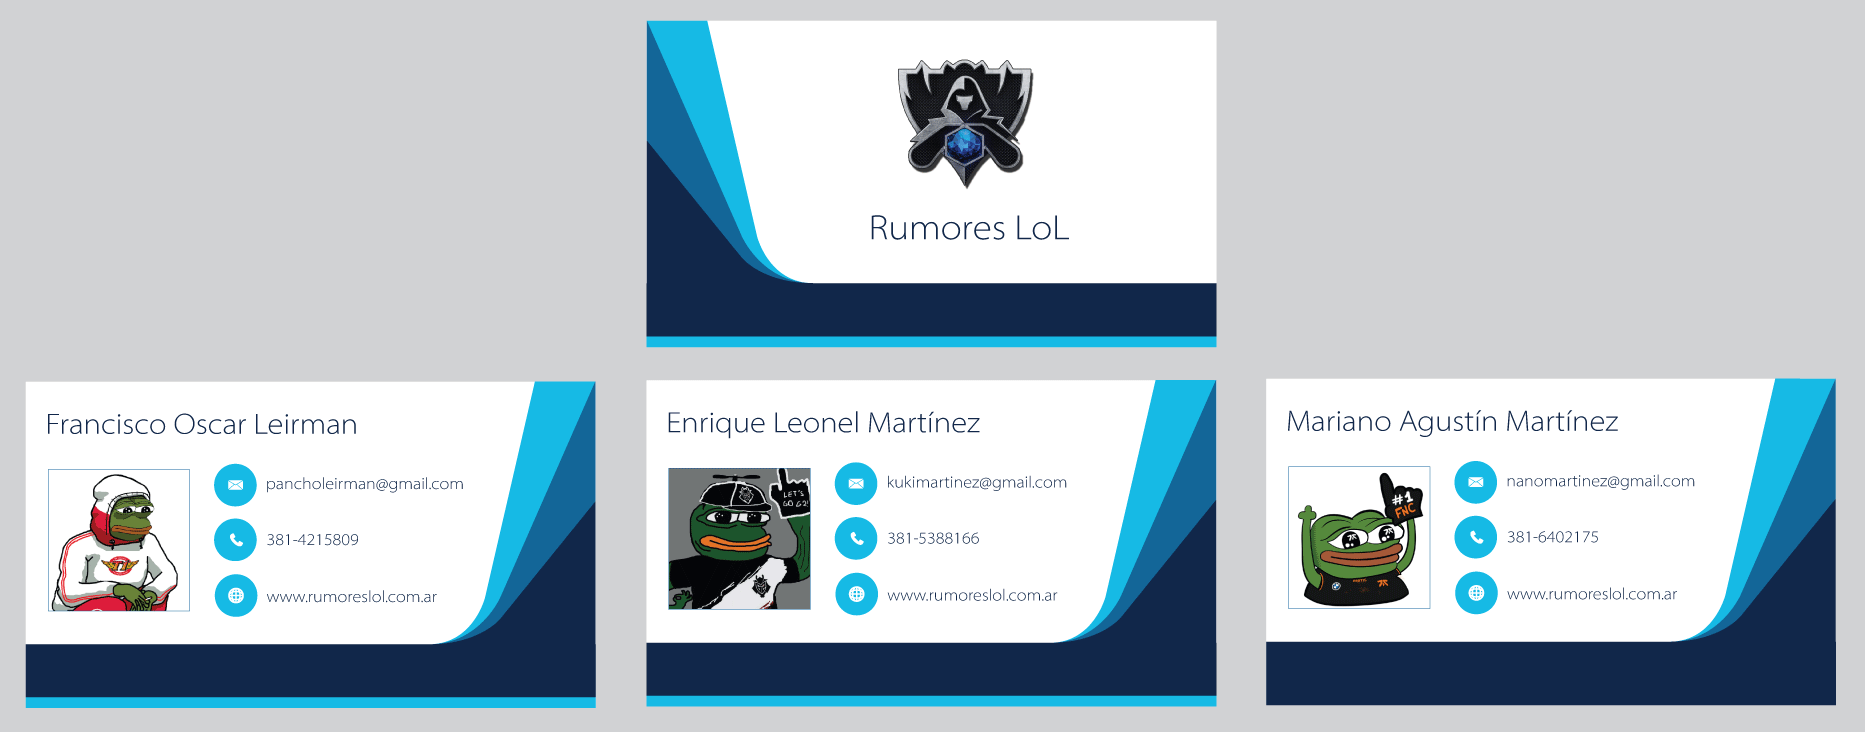 Rumores LoL
Francisco Oscar Leirman
pancholeirman@gmail.com
381-4215809
www.rumoreslol.com.ar
T1
Enrique Leonel Martínez
LET'S
GO G2!
kukimartinez@gmail.com
381-5388166
www.rumoreslol.com.ar
Mariano Agustín Martínez
#1
FNC
nanomartinez@gmail.com
381-6402175
www.rumoreslol.com.ar